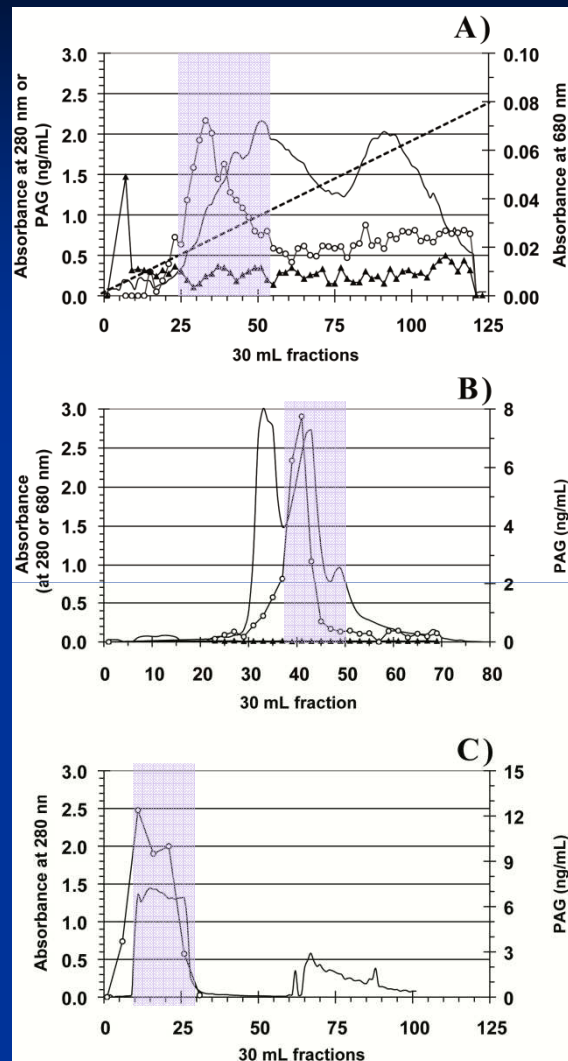 A)
Absorbance at 280 nm or
PAG (ng/mL)
3.0
2.5
2.0
1.5
1.0
0.5
0.0
0.10
0.08
0.06
0.04
0.02
0.00
Absorbance at 680 nm
0 25 50 75 100 125
30 mL fractions
B)
Absorbance
(at 280 or 680 nm)
3.0
2.5
2.0
1.5
1.0
0.5
0.0
8
6
4
2
0
PAG (ng/mL)
0 10 20 30 40 50 60 70 80
30 mL fraction
C)
Absorbance at 280 nn
3.0
2.5
2.0
1.5
1.0
0.5
0.0
15
12
9
6
3
0
PAG (ng/mL)
0 25 50 75 100 125
30 mL fractions